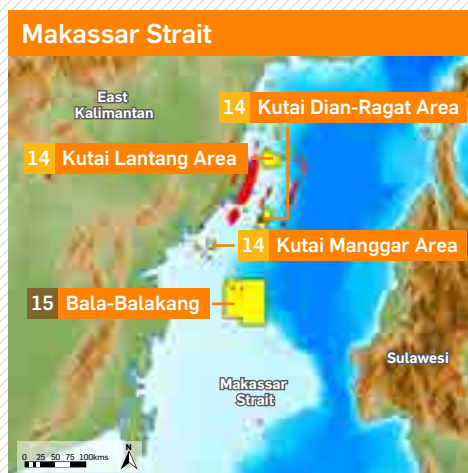 Makassar Strait
East
Kalimantan
14 Kutai Dian-Ragat Area
14 Kutai Lantang Area
14 Kutai Manggar Area
15 Bala-Balakang
Sulawesi
Makassar
Strait
0 25 50 75 100kms
N